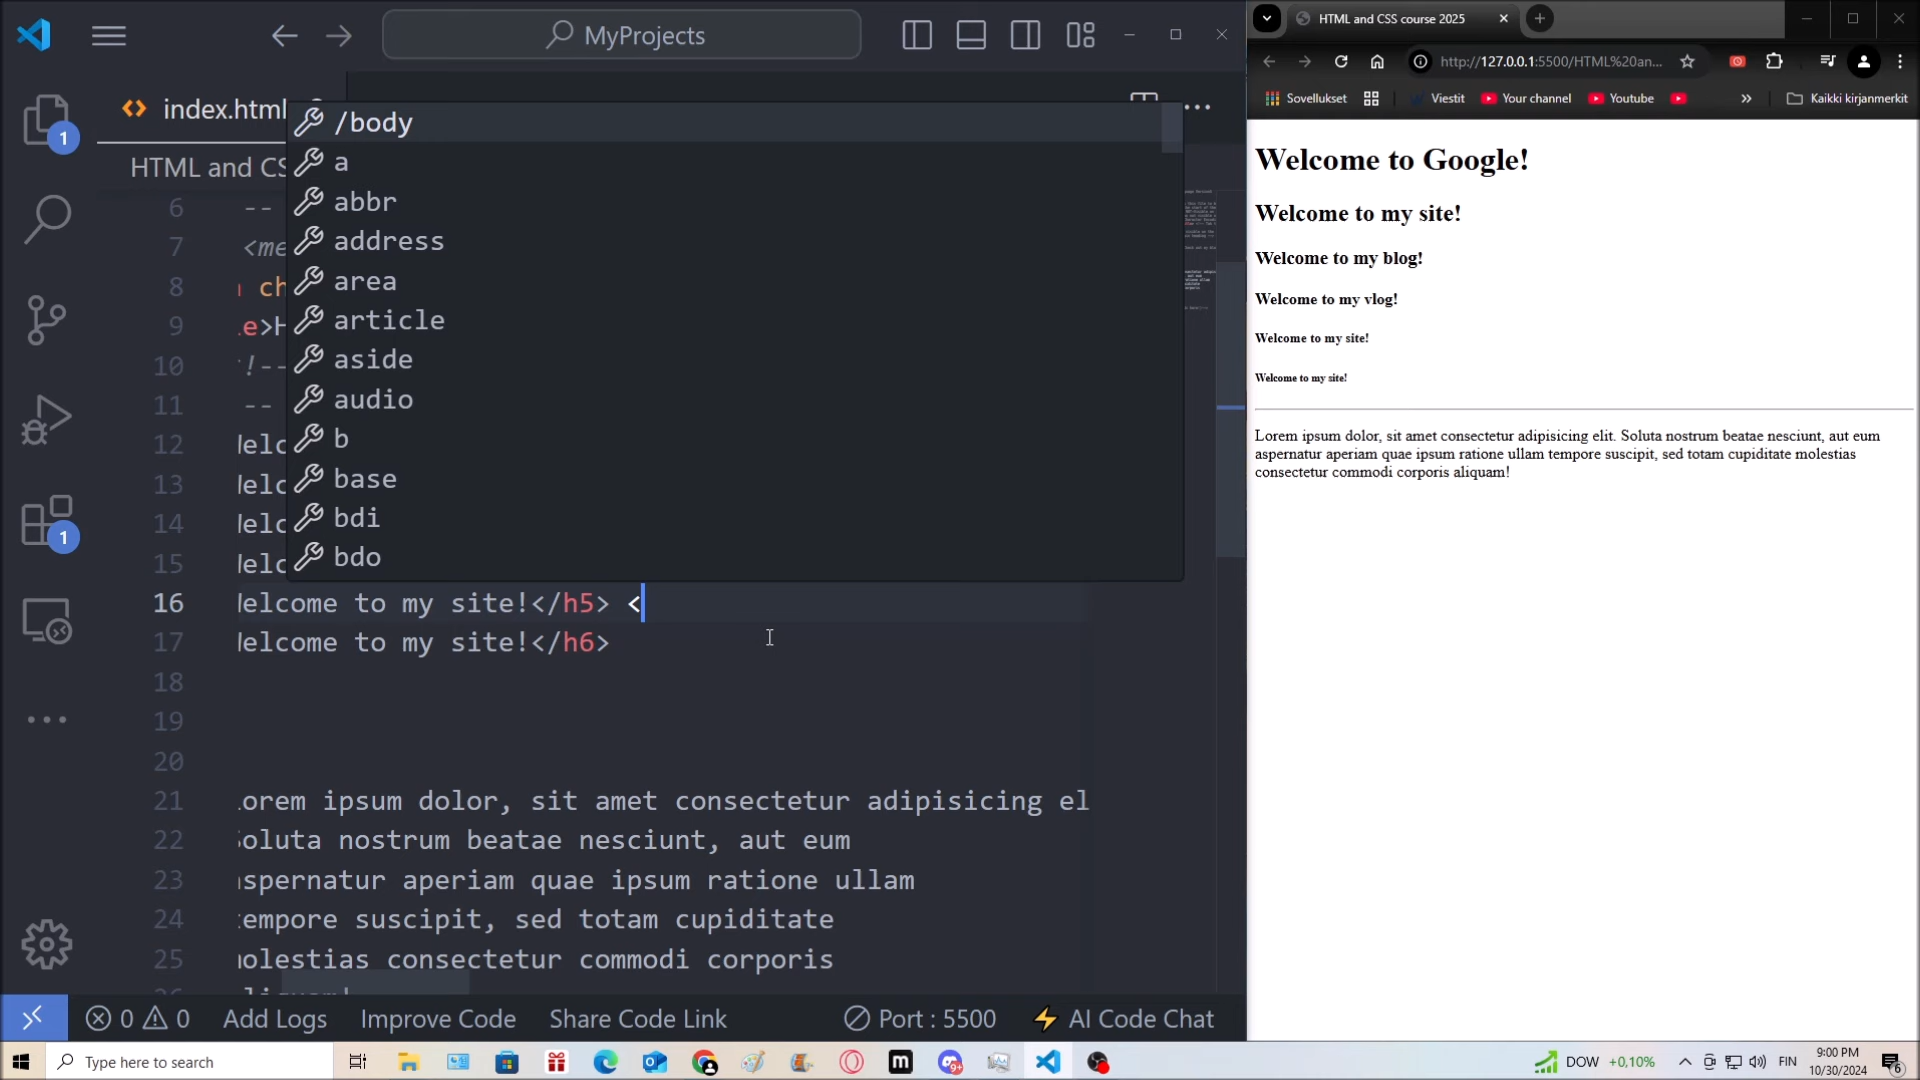 MyProjects
index.html
HTML and CS
/body
a
abbr
address
area
article
aside
audio
b
base
bdi
bdo
6 --
7 <me
8 ch
9 e>H
10 !--
11 --
12 elc
13 elc
14 elc
15 elc
16 elcome to my site!</h5> <
17 elcome to my site!</h6>
18
19
20
21 orem ipsum dolor, sit amet consectetur adipisicing el
22 oluta nostrum beatae nesciunt, aut eum
23 spernatur aperiam quae ipsum ratione ullam
24 empore suscipit, sed totam cupiditate
25 olestias consectetur commodi corporis
1
1
0 0 Add Logs Improve Code Share Code Link Port : 5500 AI Code Chat
HTML and CSS course 2025
http://127.0.0.1:5500/HTML%20an...
Sovellukset Viestit Your channel Youtube » Kaikki kirjanmerkit
Welcome to Google!
Welcome to my site!
Welcome to my blog!
Welcome to my vlog!
Welcome to my site!
Welcome to my site!
Lorem ipsum dolor, sit amet consectetur adipisicing elit. Soluta nostrum beatae nesciunt, aut eum
aspernatur aperiam quae ipsum ratione ullam tempore suscipit, sed totam cupiditate molestias
consectetur commodi corporis aliquam!
Type here to search
DOW +0,10% FIN 9:00 PM
10/30/2024